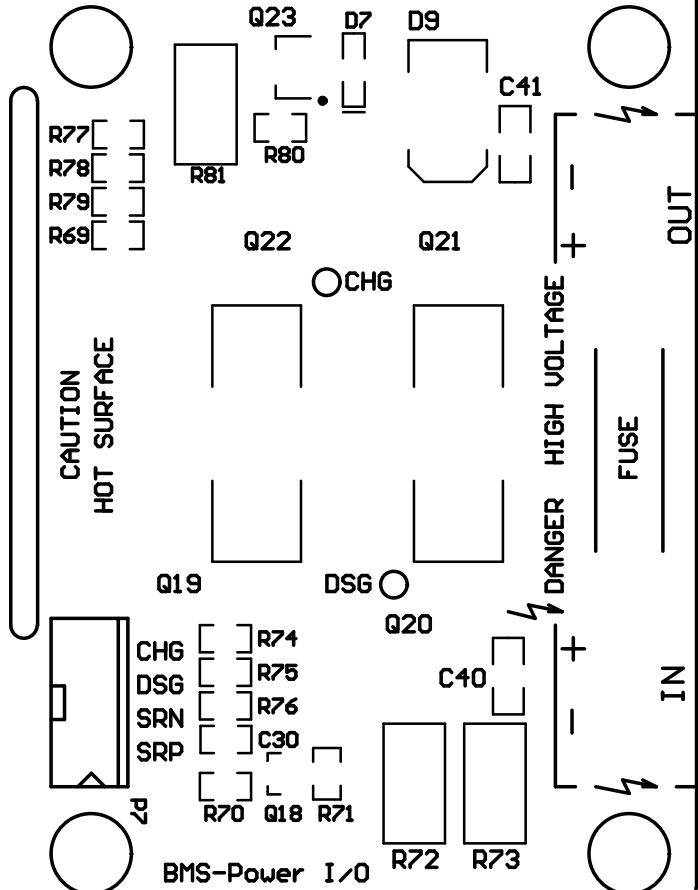 Q23
D7
D9
C41
R77
R78
R79
R69
R81
R80
Q22
Q21
CHG
OUT
-
+
CAUTION
HOT SURFACE
DANGER HIGH VOLTAGE
FUSE
Q19
DSG
Q20
CHG
DSG
SRN
SRP
R74
R75
R76
C30
C40
+
-
IN
P7
R70
Q18
R71
R72
R73
BMS-Power I/O